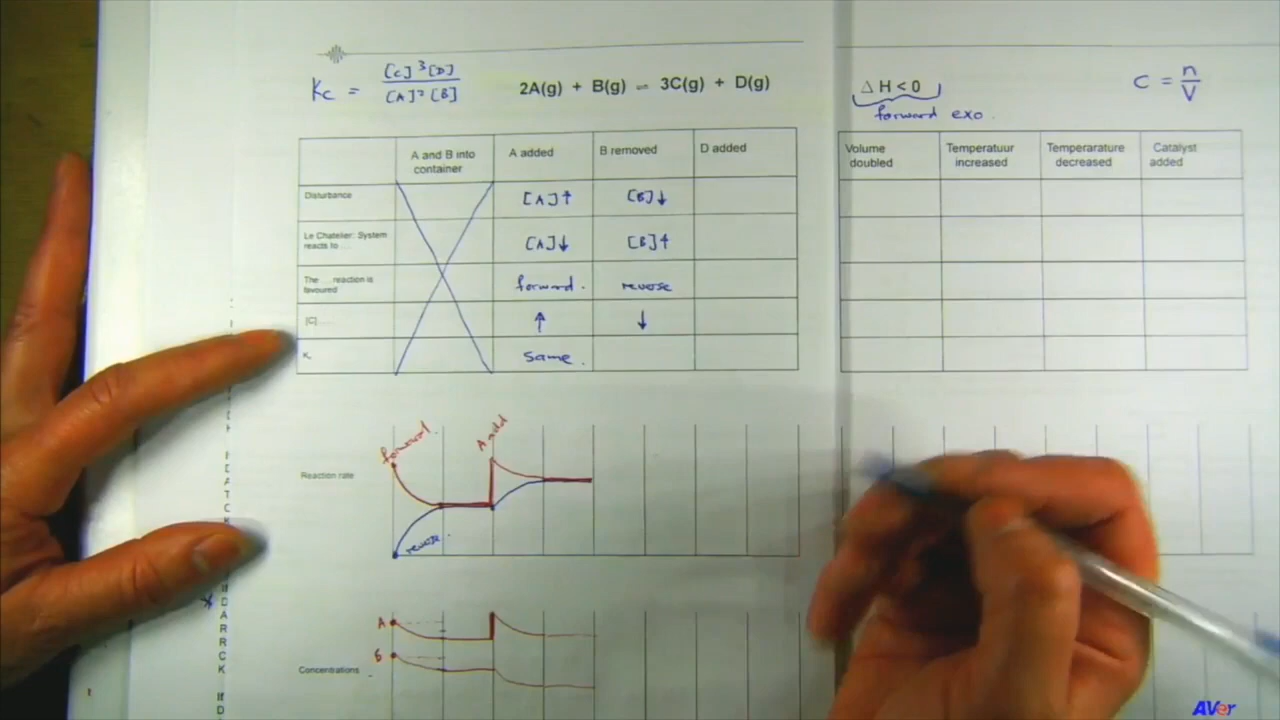 Kc = [C]³[D]
[A]² [B]
2A(g) + B(g) ⇌ 3C(g) + D(g)
Δ H < 0
forward exo.
C = n
V
A and B into
container
A added
B removed
D added
Volume
doubled
Temperatuur
increased
Temperarature
decreased
Catalyst
added
Disturbance
[A]↑
[B]↓
Le Chatelier: System
reacts to ...
[A]↓
[B]↑
The ... reaction is
favoured
forward.
reverse
[C] ...
↑
↓
Kc
same.
forward.
A add
Reaction rate
reverse.
A
B
Concentrations
AVer